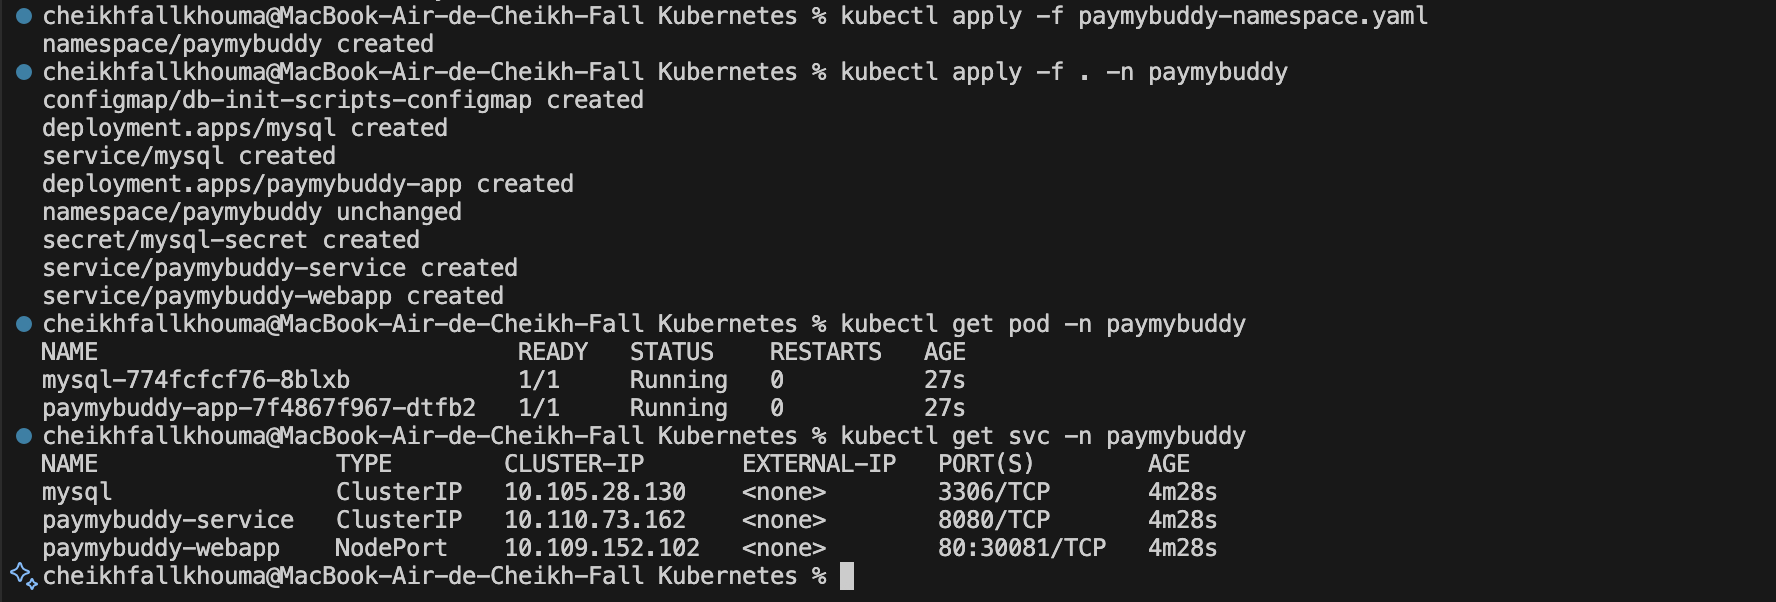 cheikhfallkhouma@MacBook-Air-de-Cheikh-Fall Kubernetes % kubectl apply -f paymybuddy-namespace.yaml
namespace/paymybuddy created
cheikhfallkhouma@MacBook-Air-de-Cheikh-Fall Kubernetes % kubectl apply -f . -n paymybuddy
configmap/db-init-scripts-configmap created
deployment.apps/mysql created
service/mysql created
deployment.apps/paymybuddy-app created
namespace/paymybuddy unchanged
secret/mysql-secret created
service/paymybuddy-service created
service/paymybuddy-webapp created
cheikhfallkhouma@MacBook-Air-de-Cheikh-Fall Kubernetes % kubectl get pod -n paymybuddy
NAME                              READY   STATUS    RESTARTS   AGE
mysql-774fcfcf76-8blxb            1/1     Running   0          27s
paymybuddy-app-7f4867f967-dtfb2   1/1     Running   0          27s
cheikhfallkhouma@MacBook-Air-de-Cheikh-Fall Kubernetes % kubectl get svc -n paymybuddy
NAME                 TYPE        CLUSTER-IP       EXTERNAL-IP   PORT(S)        AGE
mysql                ClusterIP   10.105.28.130    <none>        3306/TCP       4m28s
paymybuddy-service   ClusterIP   10.110.73.162    <none>        8080/TCP       4m28s
paymybuddy-webapp    NodePort    10.109.152.102   <none>        80:30081/TCP   4m28s
cheikhfallkhouma@MacBook-Air-de-Cheikh-Fall Kubernetes %